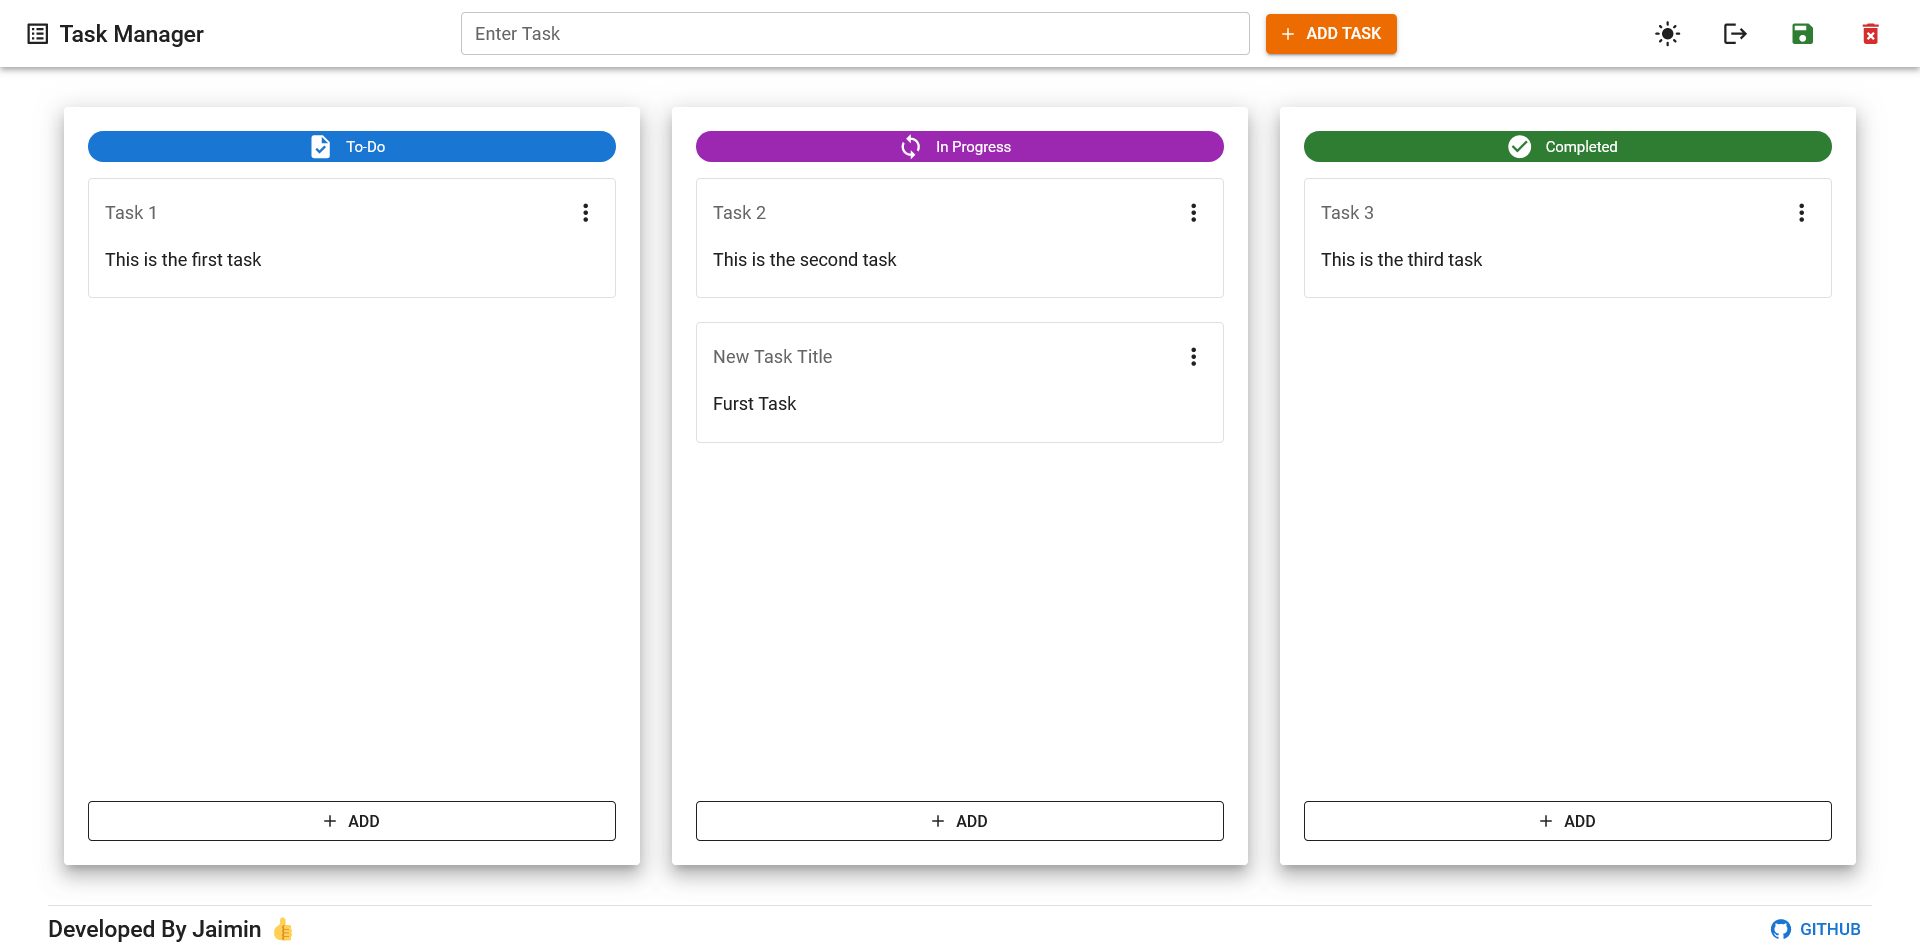 Task Manager
Enter Task
ADD TASK
To-Do
Task 1
This is the first task
ADD
In Progress
Task 2
This is the second task
New Task Title
Furst Task
ADD
Completed
Task 3
This is the third task
ADD
Developed By Jaimin 👍
GITHUB